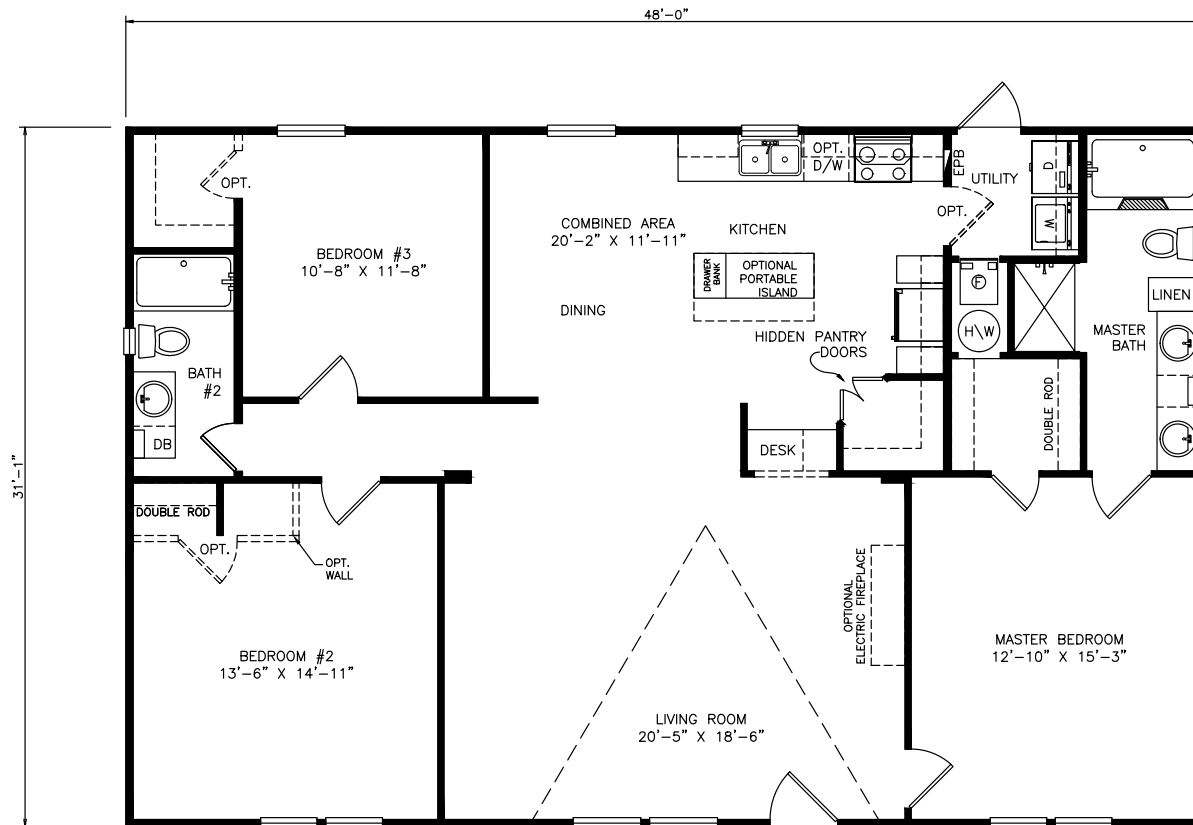 48'-0"
31'-1"
OPT.
BEDROOM #3
10'-8" X 11'-8"
COMBINED AREA
20'-2" X 11'-11"
KITCHEN
DINING
OPT.
D/W
EPB
UTILITY
OPT.
D
W
DRAWER
BANK
OPTIONAL
PORTABLE
ISLAND
HIDDEN PANTRY
DOORS
F
H\W
LINEN
MASTER
BATH
BATH
#2
DB
DESK
DOUBLE ROD
DOUBLE ROD
OPT.
OPT.
WALL
BEDROOM #2
13'-6" X 14'-11"
OPTIONAL
ELECTRIC FIREPLACE
LIVING ROOM
20'-5" X 18'-6"
MASTER BEDROOM
12'-10" X 15'-3"